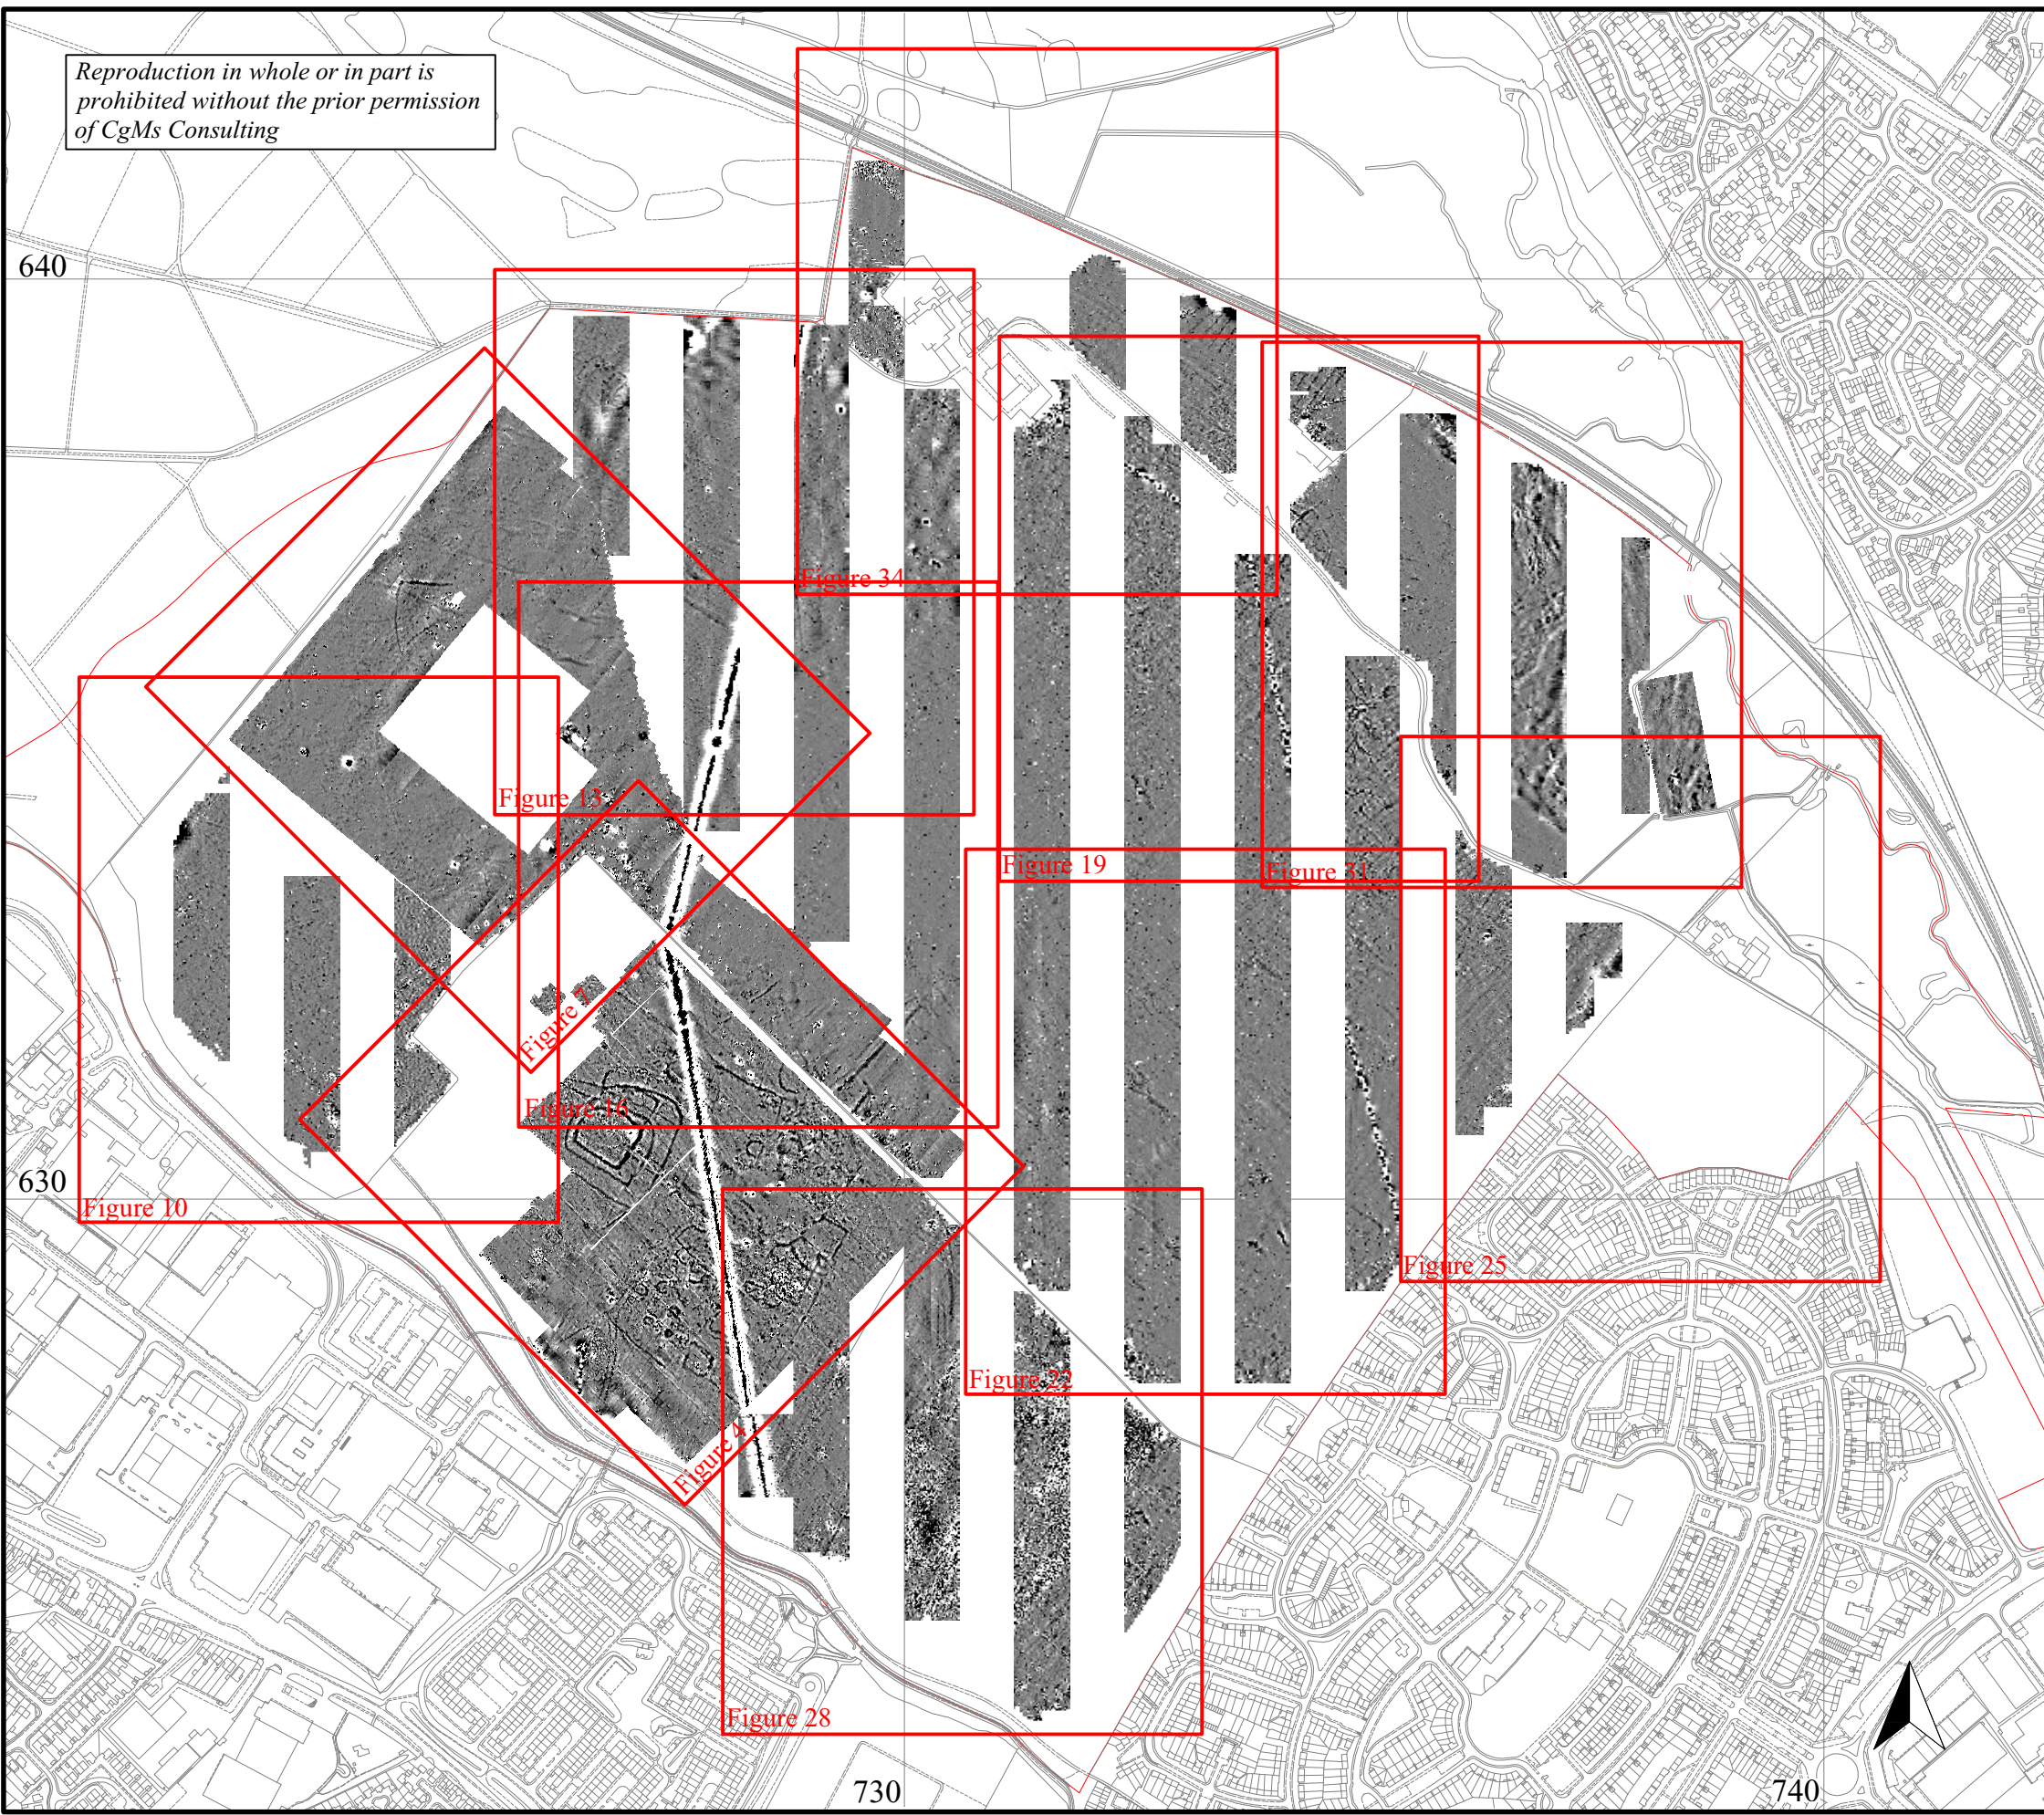 Reproduction in whole or in part is
prohibited without the prior permission
of CgMs Consulting
640
Figure 34
Figure 13
Figure 19
Figure 31
Figure 7
Figure 16
630
Figure 10
Figure 25
Figure 22
Figure 4
Figure 28
730
740